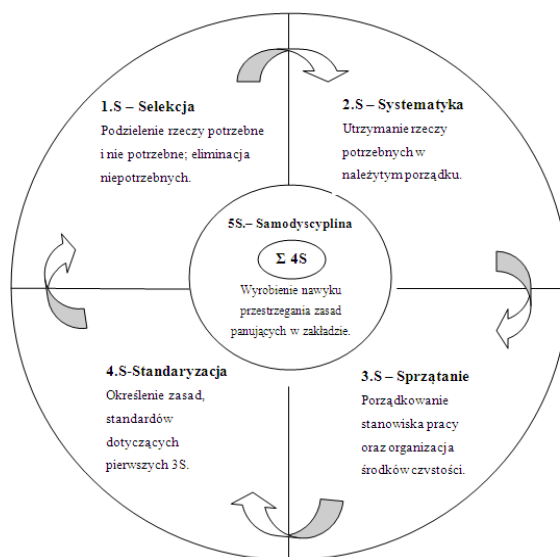 1.S – Selekcja
Podzielenie rzeczy potrzebne
i nie potrzebne; eliminacja
niepotrzebnych.
2.S – Systematyka
Utrzymanie rzeczy
potrzebnych w
należytym porządku.
5S.– Samodyscyplina
Σ 4S
Wyrobienie nawyku
przestrzegania zasad
panujących w zakładzie.
4.S-Standaryzacja
Określenie zasad,
standardów
dotyczących
pierwszych 3S.
3.S – Sprzątanie
Porządkowanie
stanowiska pracy
oraz organizacja
środków czystości.